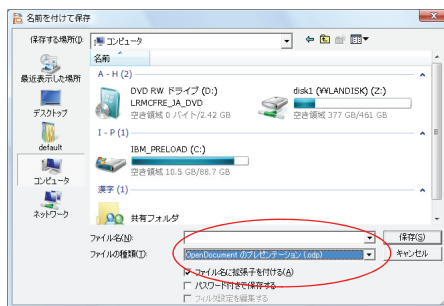 名前を付けて保存
保存する場所(I):
コンピュータ
名前
最近表示した場所
デスクトップ
default
コンピュータ
ネットワーク
A - H (2)
DVD RW ドライブ (D:)
LRMCFRE_JA_DVD
空き領域 0 バイト/2.42 GB
disk1 (¥¥LANDISK) (Z:)
空き領域 377 GB/461 GB
I - P (1)
IBM_PRELOAD (C:)
空き領域 10.5 GB/88.7 GB
漢字 (1)
共有フォルダ
ファイル名(N):
保存(S)
ファイルの種類(T):
OpenDocument のプレゼンテーション (.odp)
キャンセル
ファイル名に拡張子を付ける(A)
パスワード付きで保存する
フィルタ設定を編集する